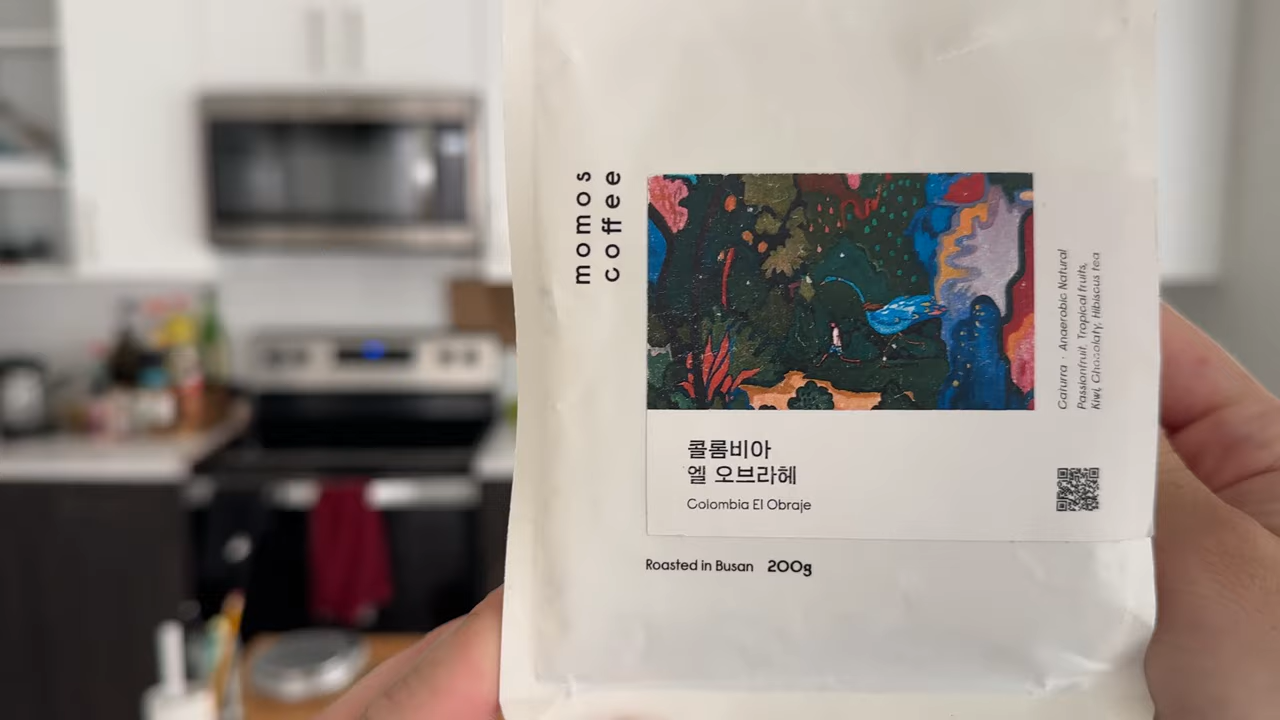 momos
coffee
Caturra · Anaerobic Natural
Passionfruit, Tropical fruits,
Kiwi, Chocolaty, Hibiscus tea
콜롬비아
엘 오브라헤
Colombia El Obraje
Roasted in Busan 200g